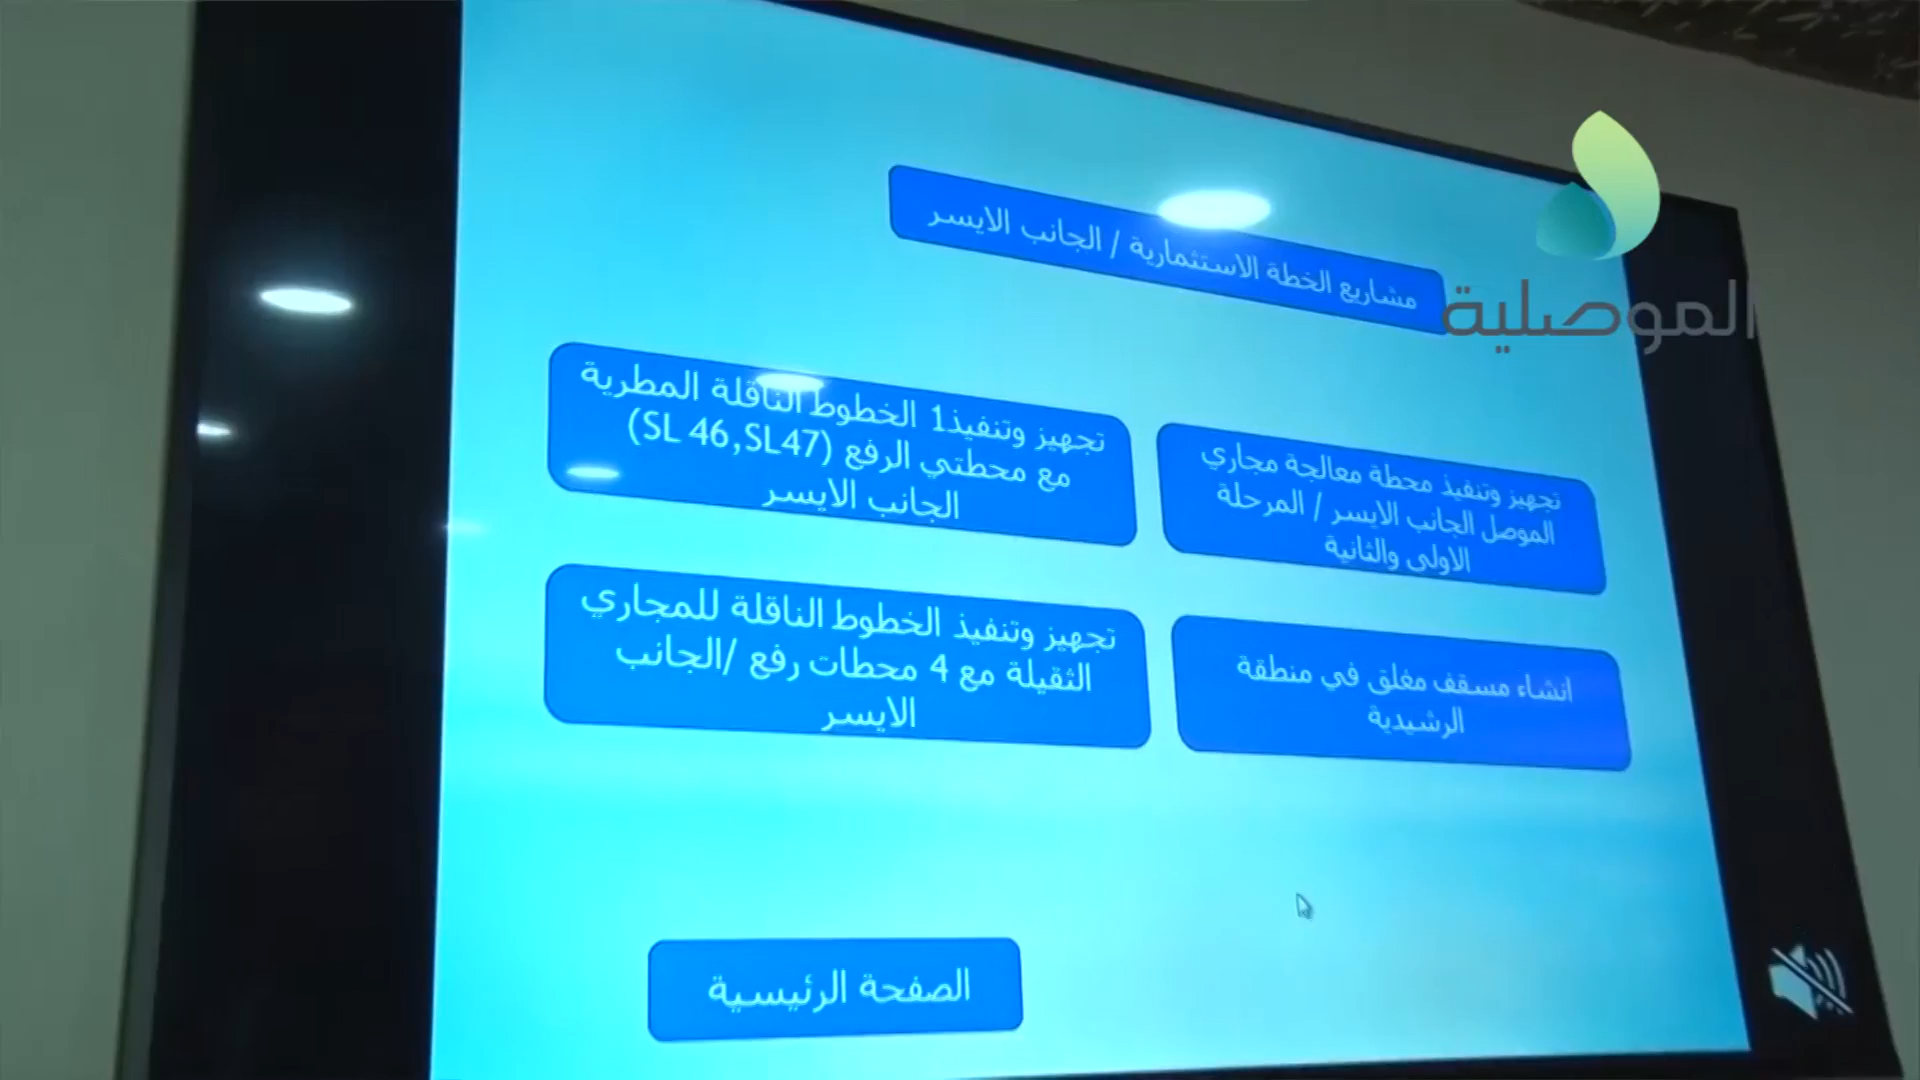 مشاريع الخطة الاستثمارية / الجانب الايسر
الموصلية
تجهيز وتنفيذ محطة معالجة مجاري
الموصل الجانب الايسر / المرحلة
الاولى والثانية
تجهيز وتنفيذ1 الخطوط الناقلة المطرية
مع محطتي الرفع (SL 46,SL47)
الجانب الايسر
انشاء مسقف مغلق في منطقة
الرشيدية
تجهيز وتنفيذ الخطوط الناقلة للمجاري
الثقيلة مع 4 محطات رفع /الجانب
الايسر
الصفحة الرئيسية